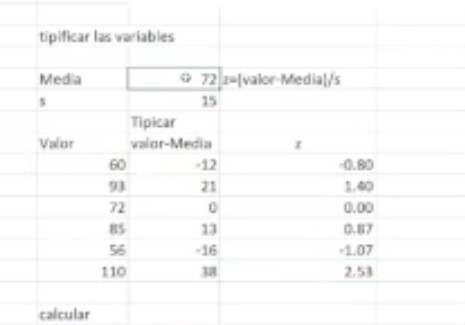 tipificar las variables
Media 72 z=(valor-Media)/s
s 15
Tipicar
Valor valor-Media z
60 -12 -0.80
93 21 1.40
72 0 0.00
85 13 0.87
56 -16 -1.07
110 38 2.53
calcular